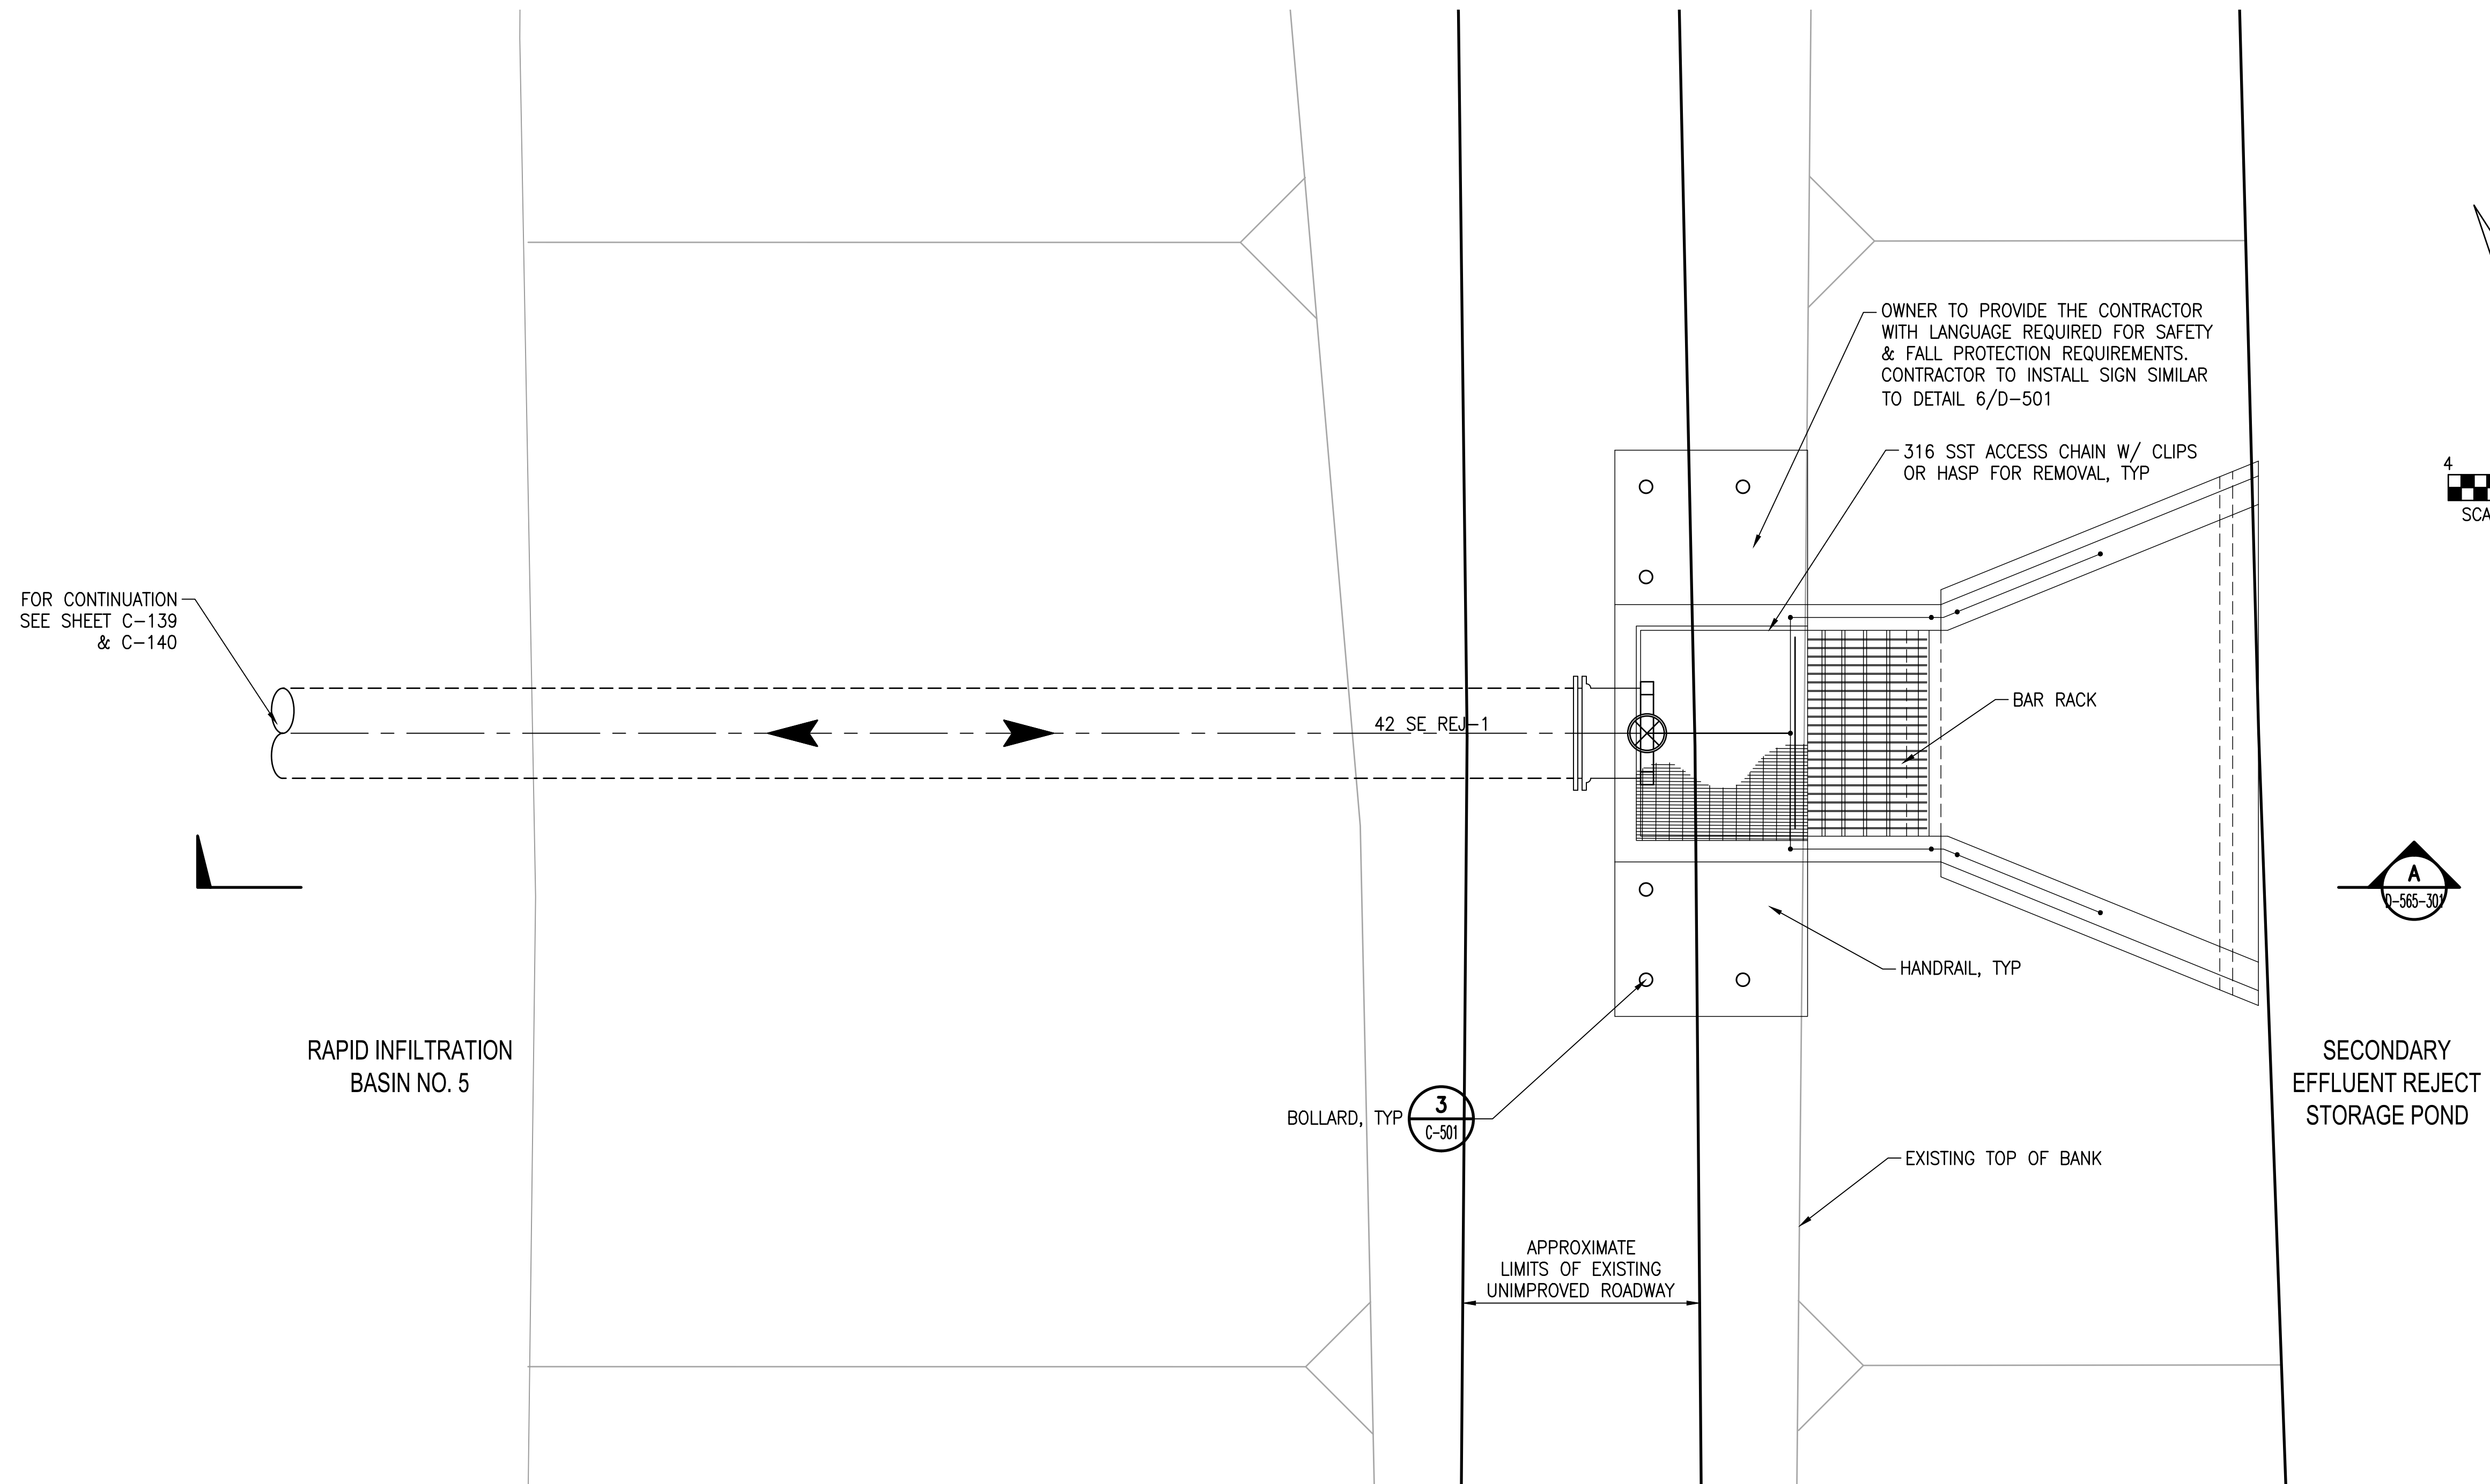 OWNER TO PROVIDE THE CONTRACTOR
WITH LANGUAGE REQUIRED FOR SAFETY
& FALL PROTECTION REQUIREMENTS.
CONTRACTOR TO INSTALL SIGN SIMILAR
TO DETAIL 6/D-501
316 SST ACCESS CHAIN W/ CLIPS
OR HASP FOR REMOVAL, TYP
4
SCA
FOR CONTINUATION
SEE SHEET C-139
& C-140
42 SE REJ-1
BAR RACK
A
D-565-301
HANDRAIL, TYP
RAPID INFILTRATION
BASIN NO. 5
SECONDARY
EFFLUENT REJECT
STORAGE POND
BOLLARD, TYP
3
C-501
EXISTING TOP OF BANK
APPROXIMATE
LIMITS OF EXISTING
UNIMPROVED ROADWAY